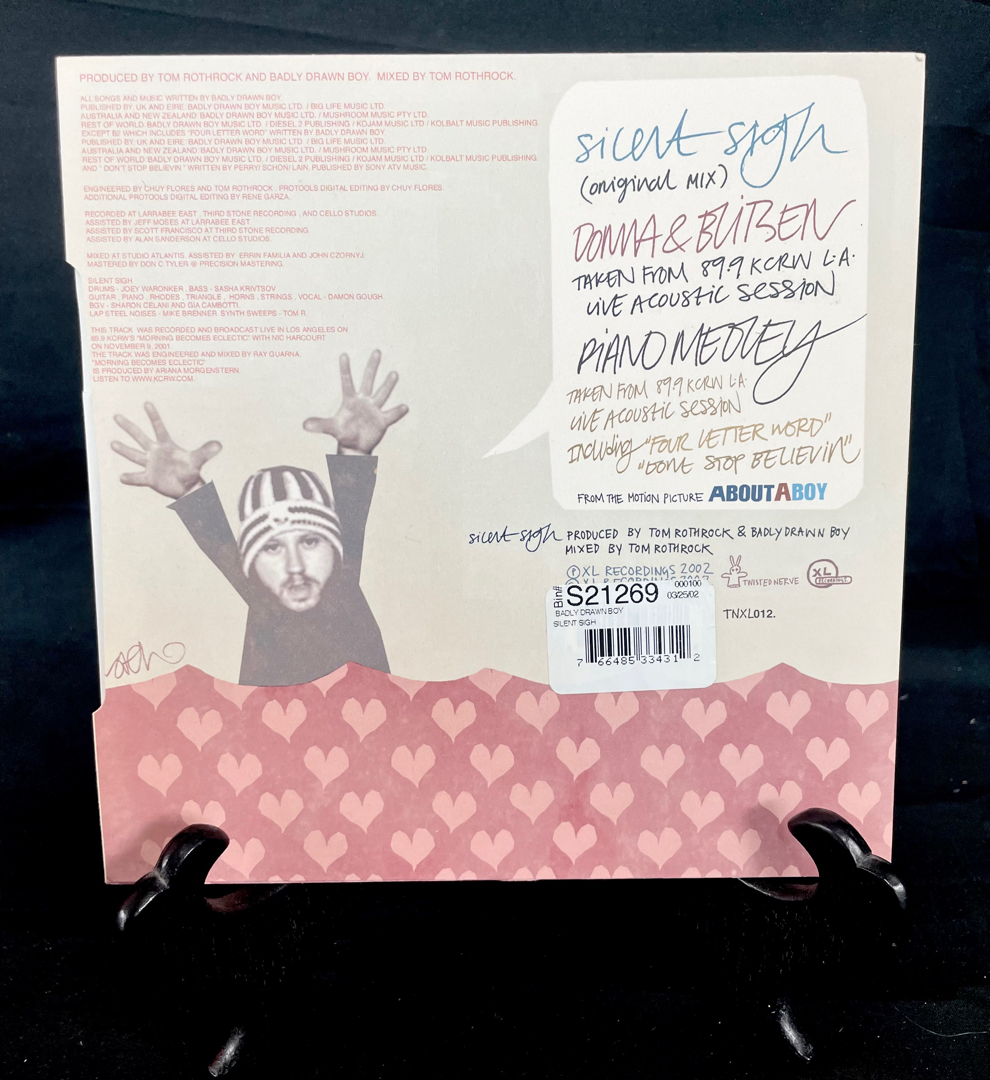 PRODUCED BY TOM ROTHROCK AND BADLY DRAWN BOY. MIXED BY TOM ROTHROCK.
ALL SONGS AND MUSIC WRITTEN BY BADLY DRAWN BOY.
PUBLISHED BY: UK AND EIRE: BADLY DRAWN BOY MUSIC LTD. / BIG LIFE MUSIC LTD.
AUSTRALIA AND NEW ZEALAND: BADLY DRAWN BOY MUSIC LTD. / MUSHROOM MUSIC PTY LTD.
REST OF WORLD: BADLY DRAWN BOY MUSIC LTD. / DIESEL 2 PUBLISHING / KOJAM MUSIC LTD / KOLBALT MUSIC PUBLISHING.
EXCEPT B2 WHICH INCLUDES "FOUR LETTER WORD" WRITTEN BY BADLY DRAWN BOY
PUBLISHED BY: UK AND EIRE: BADLY DRAWN BOY MUSIC LTD. / BIG LIFE MUSIC LTD.
AUSTRALIA AND NEW ZEALAND: BADLY DRAWN BOY MUSIC LTD. / MUSHROOM MUSIC PTY LTD.
REST OF WORLD: BADLY DRAWN BOY MUSIC LTD. / DIESEL 2 PUBLISHING / KOJAM MUSIC LTD / KOLBALT MUSIC PUBLISHING.
AND " DON'T STOP BELIEVIN " WRITTEN BY PERRY/ SCHON/ LAIN. PUBLISHED BY SONY ATV MUSIC.
ENGINEERED BY CHUY FLORES AND TOM ROTHROCK . PROTOOLS DIGITAL EDITING BY CHUY FLORES.
ADDITIONAL PROTOOLS DIGITAL EDITING BY RENE GARZA.
RECORDED AT LARRABEE EAST , THIRD STONE RECORDING , AND CELLO STUDIOS.
ASSISTED BY JEFF MOSES AT LARRABEE EAST.
ASSISTED BY SCOTT FRANCISCO AT THIRD STONE RECORDING.
ASSISTED BY ALAN SANDERSON AT CELLO STUDIOS.
MIXED AT STUDIO ATLANTIS. ASSISTED BY ERRIN FAMILIA AND JOHN CZORNYJ.
MASTERED BY DON C TYLER @ PRECISION MASTERING.
SILENT SIGH
DRUMS - JOEY WARONKER . BASS - SASHA KRIVTSOV
GUITAR , PIANO . RHODES , TRIANGLE , HORNS , STRINGS , VOCAL - DAMON GOUGH.
BGV - SHARON CELANI AND GIA CAMBOTTI.
LAP STEEL NOISES - MIKE BRENNER. SYNTH SWEEPS - TOM R.
THIS TRACK WAS RECORDED AND BROADCAST LIVE IN LOS ANGELES ON
89.9 KCRW'S "MORNING BECOMES ECLECTIC" WITH NIC HARCOURT
ON NOVEMBER 9, 2001.
THE TRACK WAS ENGINEERED AND MIXED BY RAY GUARNA.
"MORNING BECOMES ECLECTIC"
IS PRODUCED BY ARIANA MORGENSTERN.
LISTEN TO WWW.KCRW.COM.
silent sigh
(original MIX)
DONNA & BLITZEN
TAKEN FROM 89.9 KCRW L.A.
LIVE ACOUSTIC SESSION
PIANO MEDLEY
TAKEN FROM 89.9 KCRW L.A.
LIVE ACOUSTIC SESSION
Including "FOUR LETTER WORD"
"DONT STOP BELIEVIN"
FROM THE MOTION PICTURE ABOUT A BOY
silent sigh PRODUCED BY TOM ROTHROCK & BADLY DRAWN BOY
MIXED BY TOM ROTHROCK
Ⓟ XL RECORDINGS 2002
TWISTED NERVE
XL
RECORDINGS
TNXL012.
Bin# S21269
000100
03/25/02
BADLY DRAWN BOY
SILENT SIGH
7 66485 33431 2